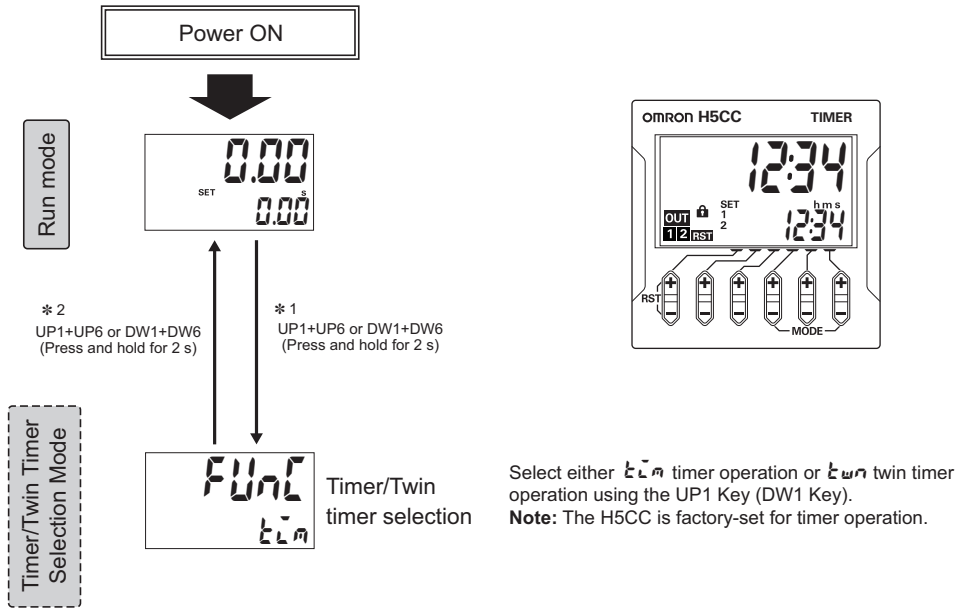 Power ON
Run mode
0.00
SET
s
0.00
✽ 2
UP1+UP6 or DW1+DW6
(Press and hold for 2 s)
✽ 1
UP1+UP6 or DW1+DW6
(Press and hold for 2 s)
Timer/Twin Timer
Selection Mode
FUnC
tim
Timer/Twin
timer selection
OMRON H5CC
TIMER
12:34
OUT
SET
1
2
h m s
1 2 RST
12:34
+ + + + + +
RST
- - - - - -
MODE
Select either tim timer operation or twn twin timer
operation using the UP1 Key (DW1 Key).
Note: The H5CC is factory-set for timer operation.